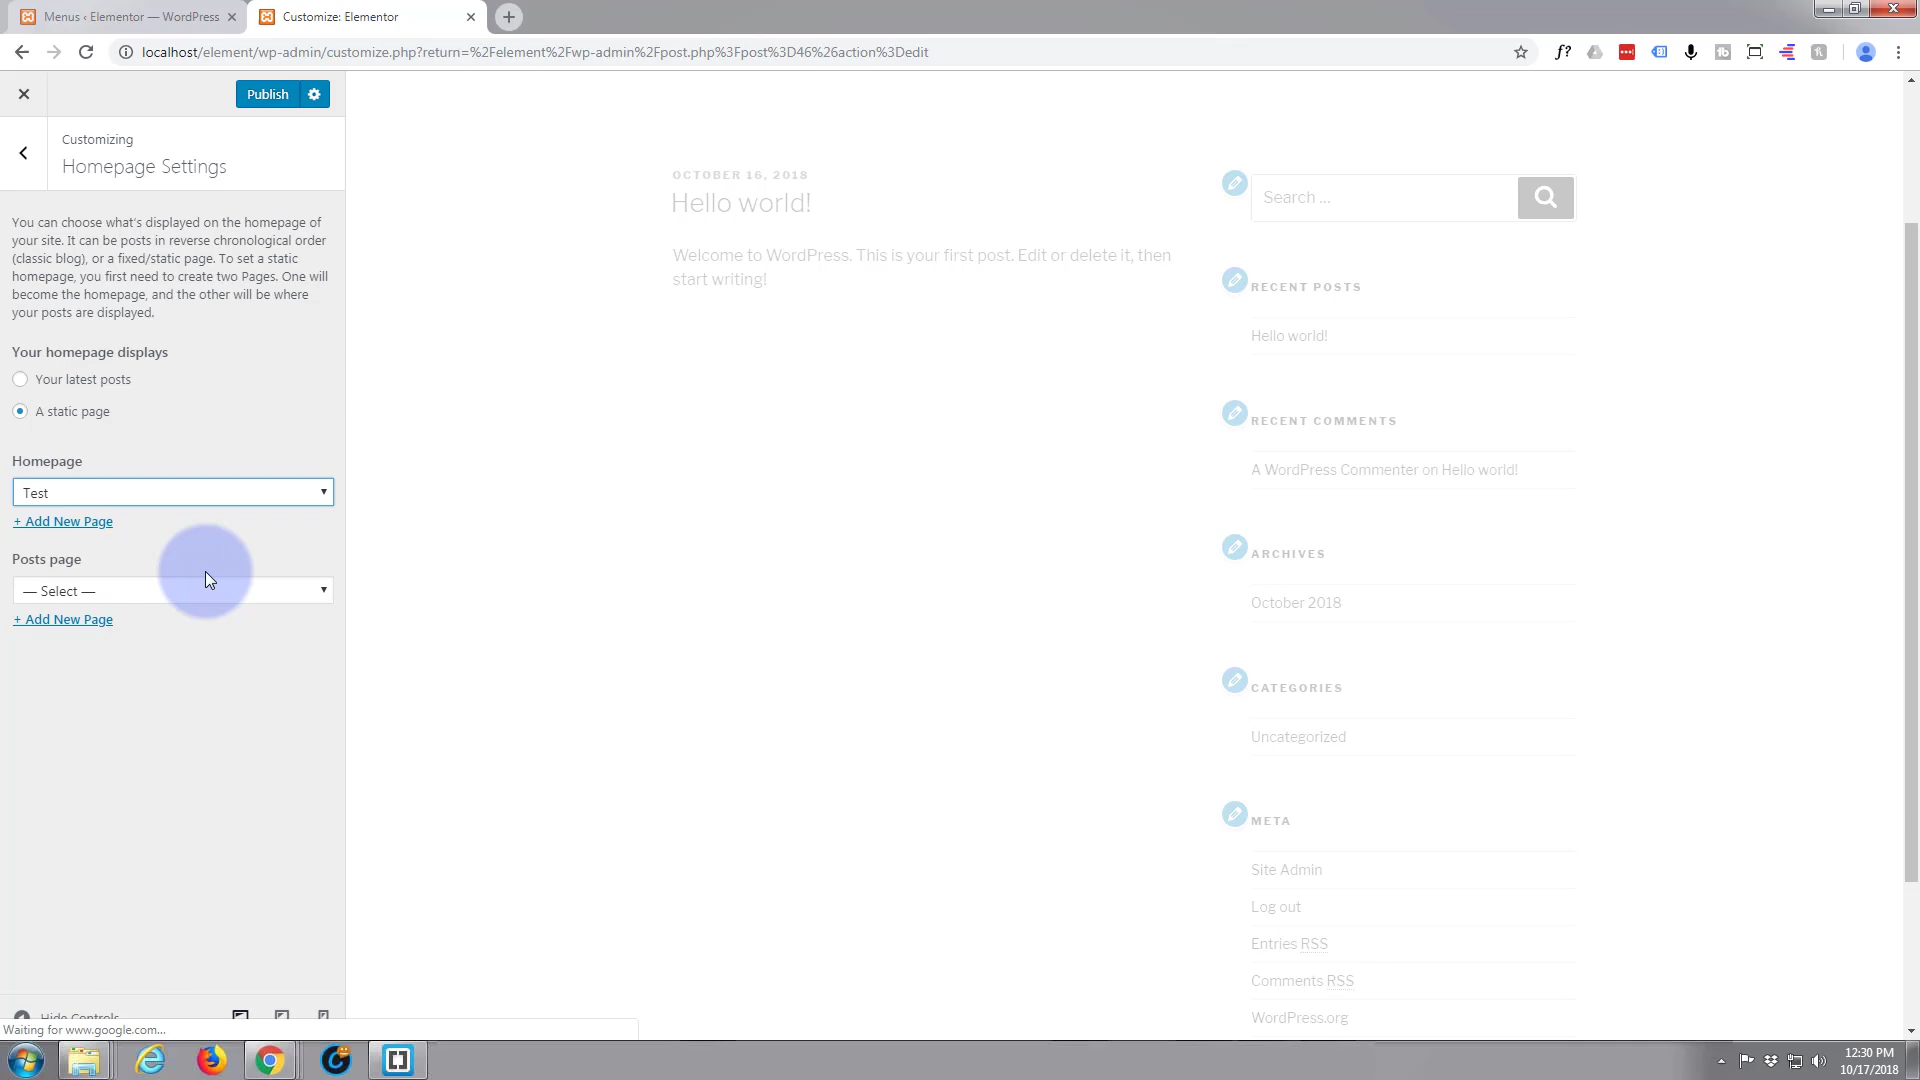 Menus ‹ Elementor — WordPress
Customize: Elementor
localhost/element/wp-admin/customize.php?return=%2Felement%2Fwp-admin%2Fpost.php%3Fpost%3D46%26action%3Dedit
f?
Publish
Customizing
Homepage Settings
You can choose what's displayed on the homepage of
your site. It can be posts in reverse chronological order
(classic blog), or a fixed/static page. To set a static
homepage, you first need to create two Pages. One will
become the homepage, and the other will be where
your posts are displayed.
Your homepage displays
Your latest posts
A static page
Homepage
Test
+ Add New Page
Posts page
— Select —
+ Add New Page
Hide Controls
Waiting for www.google.com...
OCTOBER 16, 2018
Hello world!
Welcome to WordPress. This is your first post. Edit or delete it, then
start writing!
Search ...
RECENT POSTS
Hello world!
RECENT COMMENTS
A WordPress Commenter on Hello world!
ARCHIVES
October 2018
CATEGORIES
Uncategorized
META
Site Admin
Log out
Entries RSS
Comments RSS
WordPress.org
12:30 PM
10/17/2018